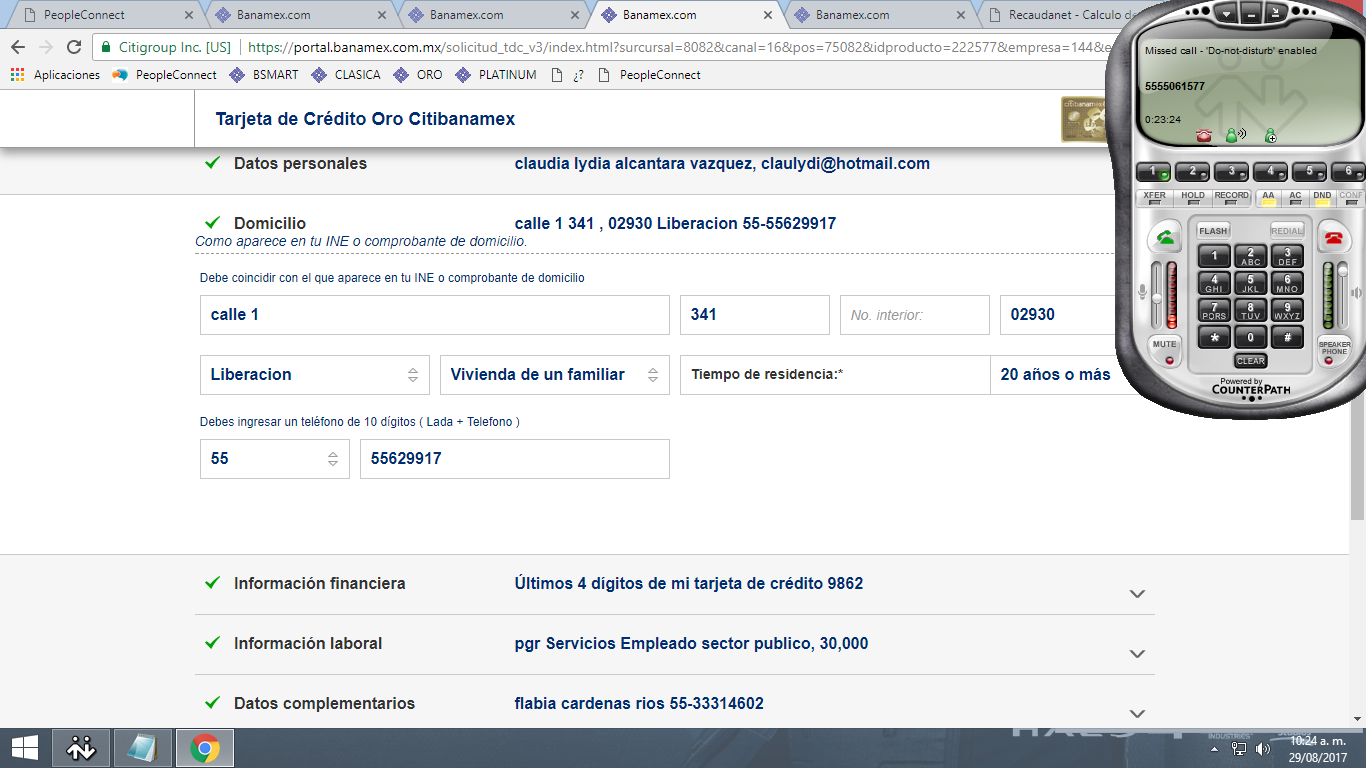 PeopleConnect
Banamex.com
Banamex.com
Banamex.com
Banamex.com
Recaudanet - Calculo d
Citigroup Inc. [US]
https://portal.banamex.com.mx/solicitud_tdc_v3/index.html?surcursal=8082&canal=16&pos=75082&idproducto=222577&empresa=144&e
Aplicaciones
PeopleConnect
BSMART
CLASICA
ORO
PLATINUM
¿?
PeopleConnect
Missed call - 'Do-not-disturb' enabled
5555061577
0:23:24
1 2 3 4 5 6
XFER HOLD RECORD AA AC DND CONF
FLASH REDIAL
1 2 ABC 3 DEF
4 GHI 5 JKL 6 MNO
7 PQRS 8 TUV 9 WXYZ
* 0 #
MUTE
CLEAR
SPEAKER PHONE
Powered by
COUNTERPATH
Tarjeta de Crédito Oro Citibanamex
citibanamex
Datos personales
claudia lydia alcantara vazquez, claulydi@hotmail.com
Domicilio
calle 1 341 , 02930 Liberacion 55-55629917
Como aparece en tu INE o comprobante de domicilio.
Debe coincidir con el que aparece en tu INE o comprobante de domicilio
calle 1
341
No. interior:
02930
Liberacion
Vivienda de un familiar
Tiempo de residencia:*
20 años o más
Debes ingresar un teléfono de 10 dígitos ( Lada + Telefono )
55
55629917
Información financiera
Últimos 4 dígitos de mi tarjeta de crédito 9862
Información laboral
pgr Servicios Empleado sector publico, 30,000
Datos complementarios
flabia cardenas rios 55-33314602
INDUSTRIES
10:24 a. m.
29/08/2017